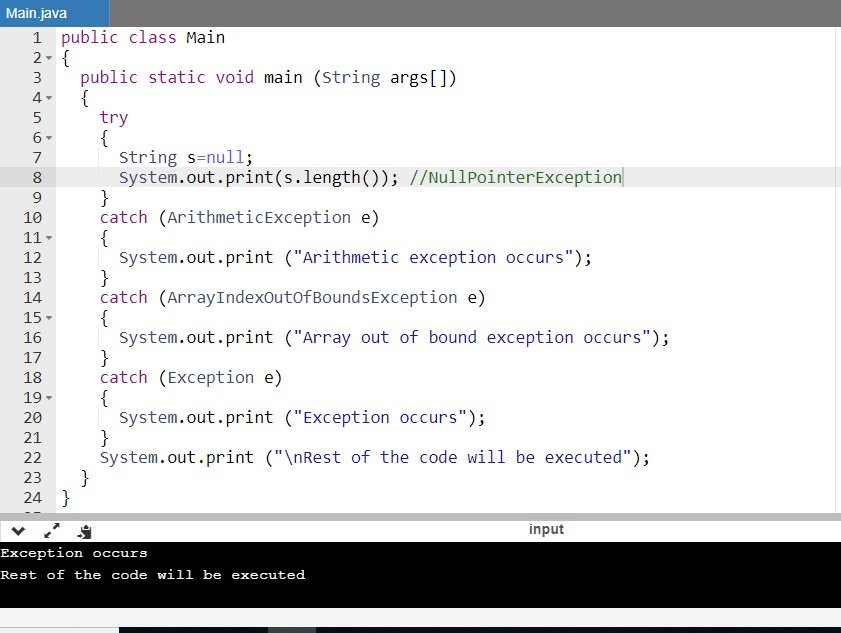 Main.java
1 public class Main
2 {
3 public static void main (String args[])
4 {
5 try
6 {
7 String s=null;
8 System.out.print(s.length()); //NullPointerException
9 }
10 catch (ArithmeticException e)
11 {
12 System.out.print ("Arithmetic exception occurs");
13 }
14 catch (ArrayIndexOutOfBoundsException e)
15 {
16 System.out.print ("Array out of bound exception occurs");
17 }
18 catch (Exception e)
19 {
20 System.out.print ("Exception occurs");
21 }
22 System.out.print ("\nRest of the code will be executed");
23 }
24 }
input
Exception occurs
Rest of the code will be executed